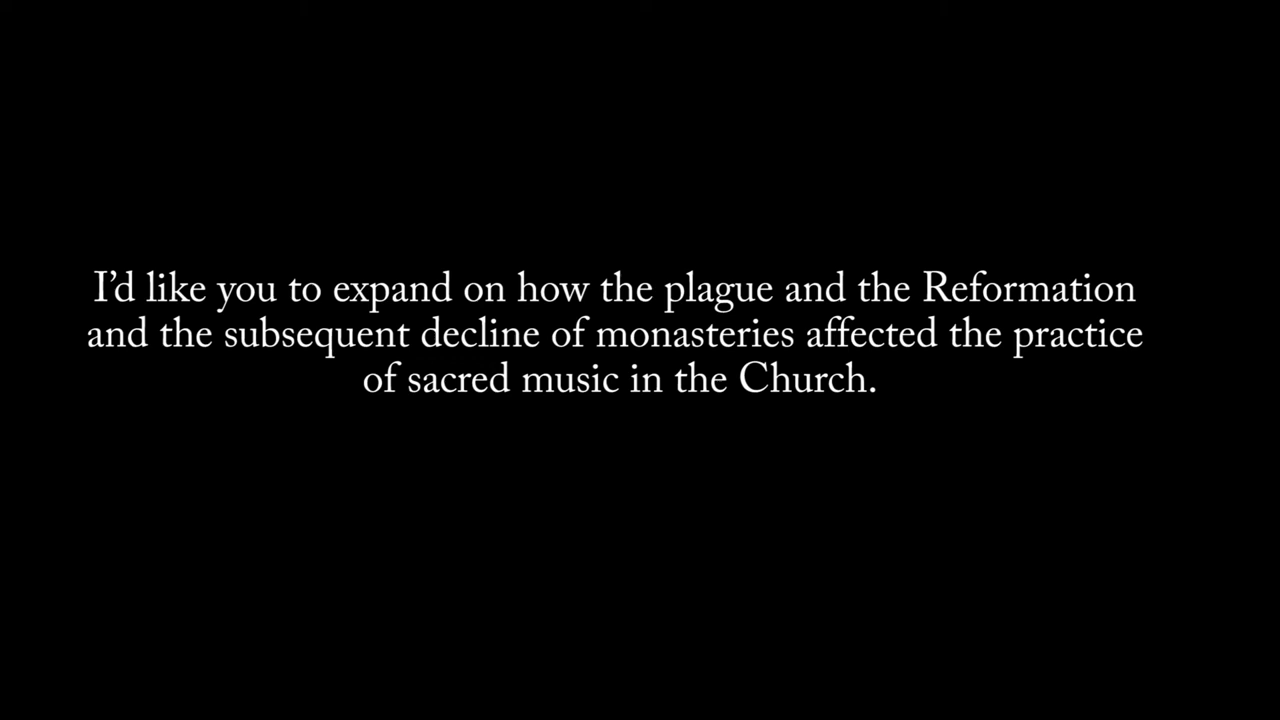 I’d like you to expand on how the plague and the Reformation
and the subsequent decline of monasteries affected the practice
of sacred music in the Church.